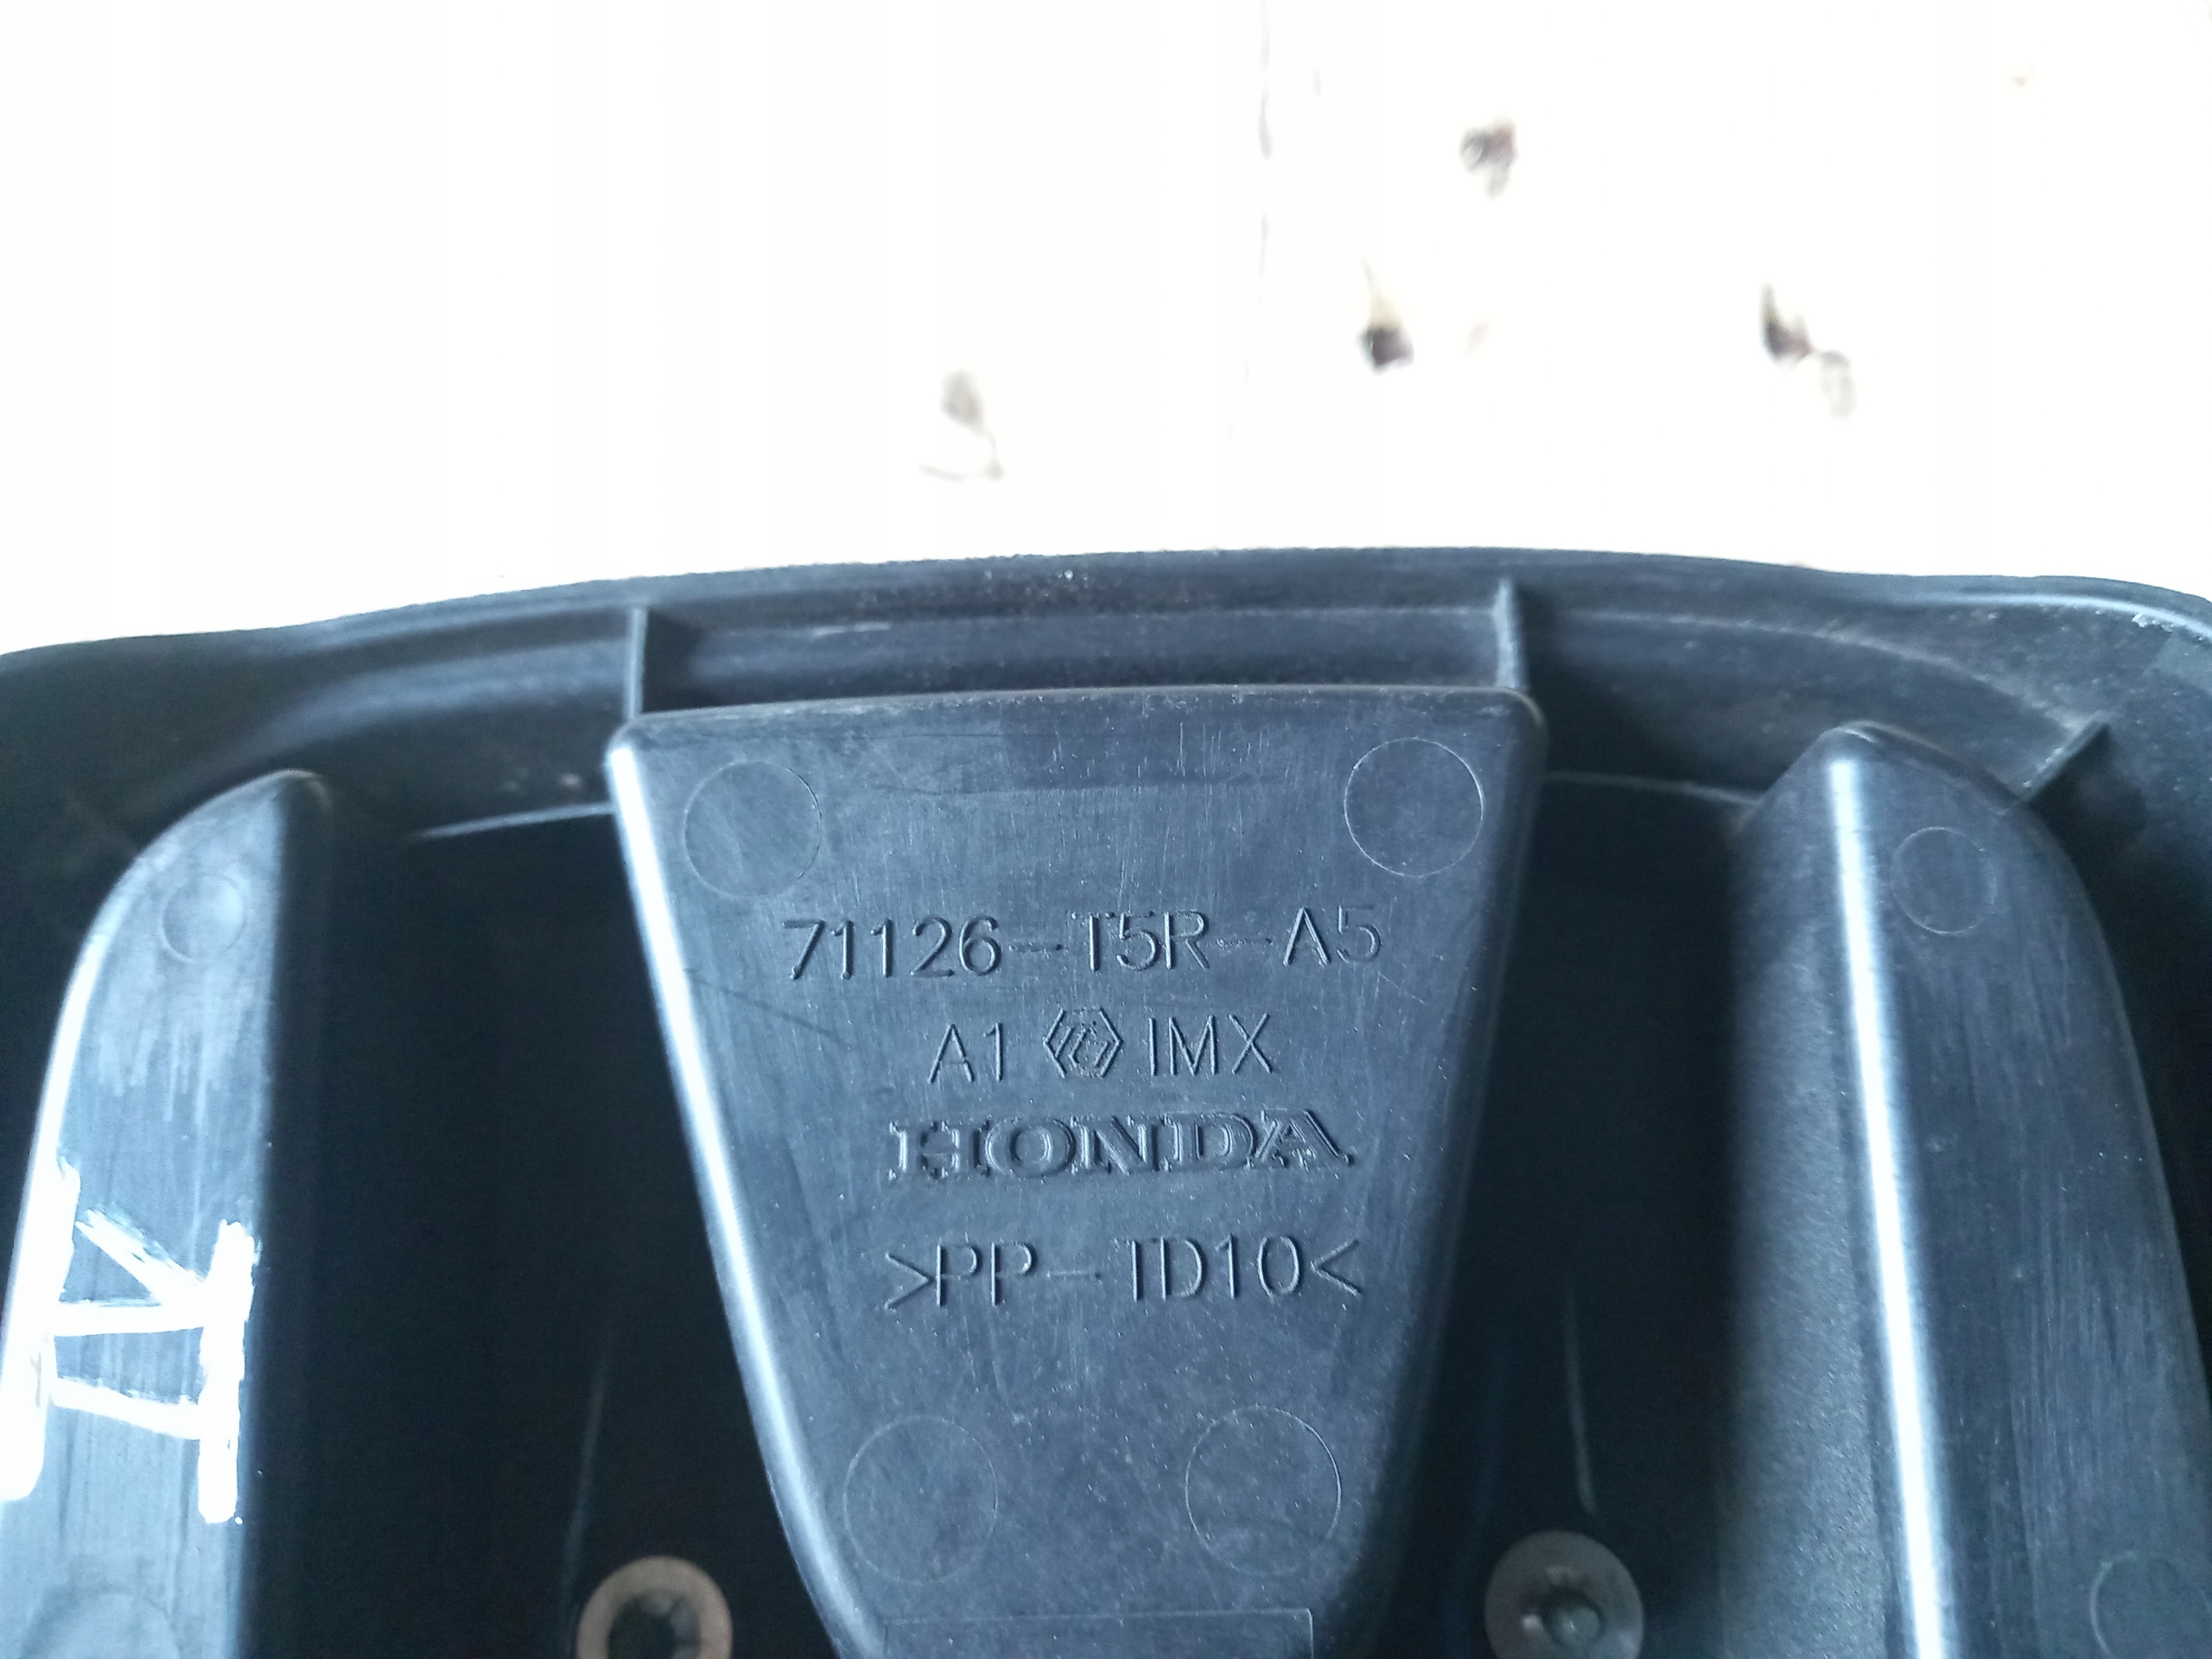 71126-T5R-A5
A1 IMX
HONDA
>PP-TD10<